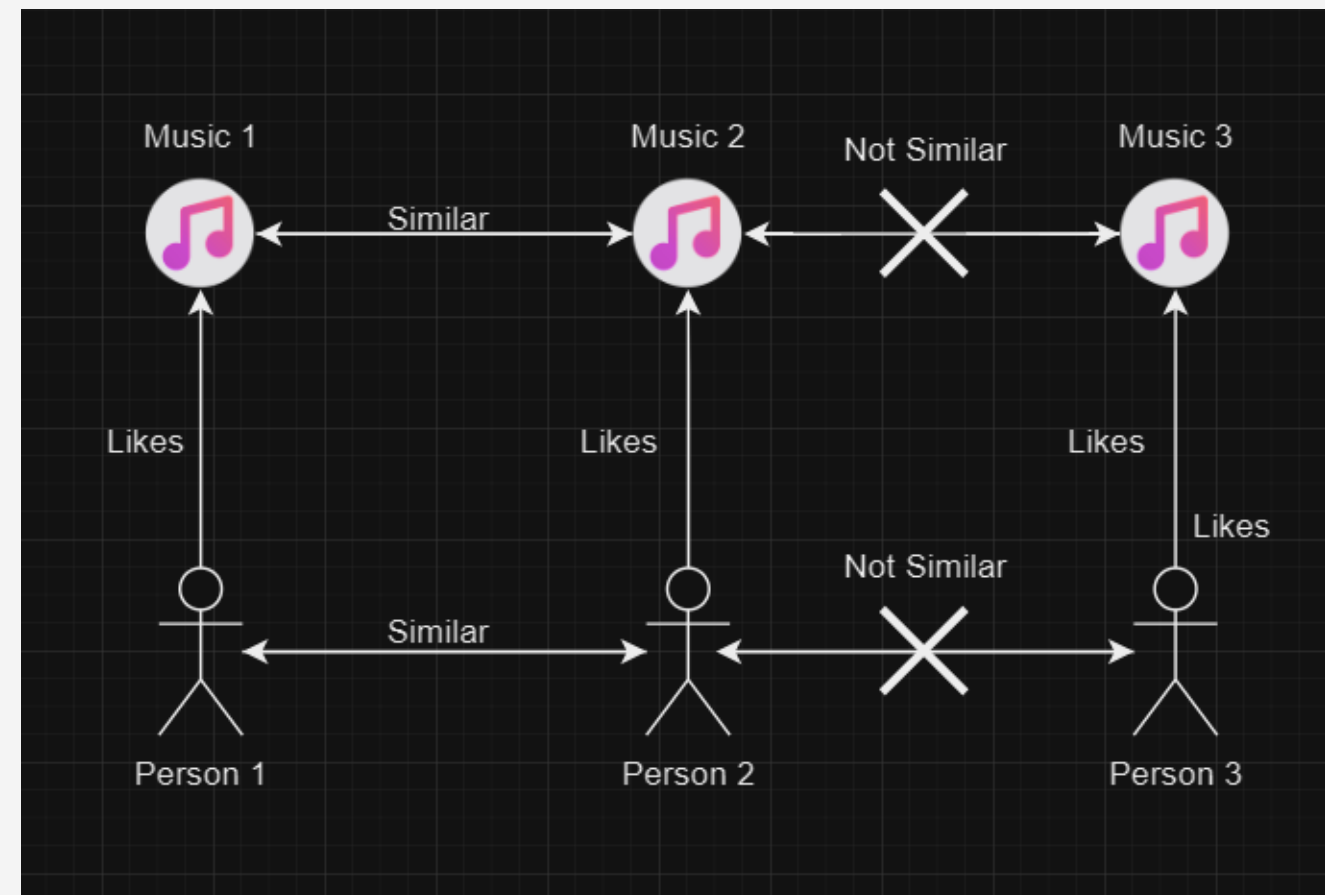 Music 1
Music 2
Not Similar
Music 3
Similar
Likes
Likes
Likes
Likes
Not Similar
Similar
Person 1
Person 2
Person 3